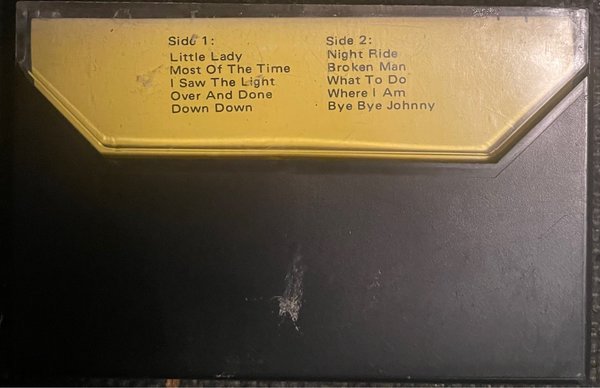 Side 1:
Little Lady
Most Of The Time
I Saw The Light
Over And Done
Down Down
Side 2:
Night Ride
Broken Man
What To Do
Where I Am
Bye Bye Johnny